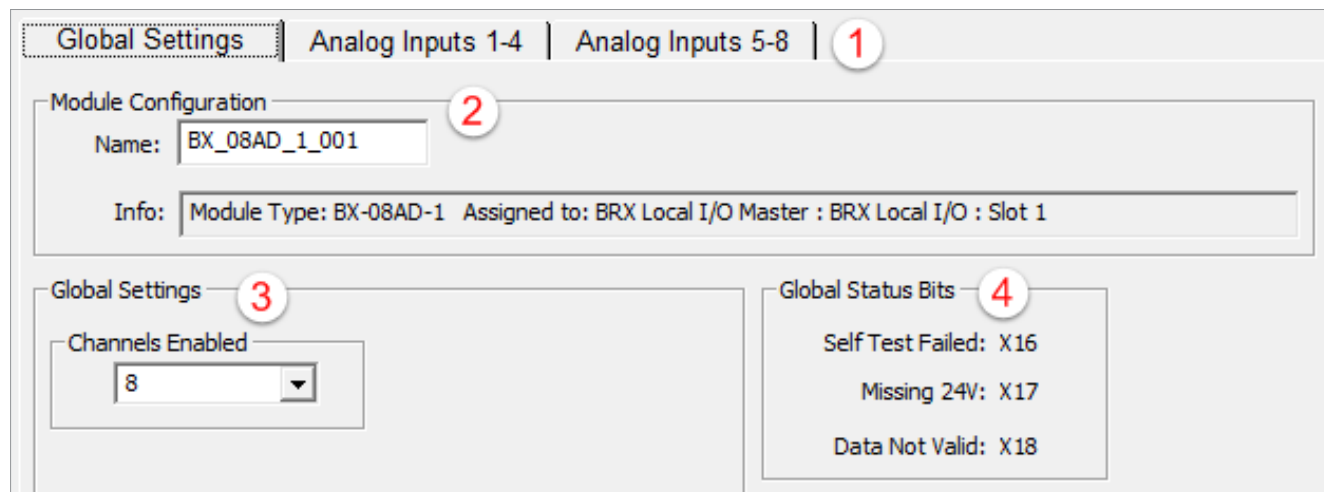 Global Settings Analog Inputs 1-4 Analog Inputs 5-8 1
Module Configuration 2
Name: BX_08AD_1_001
Info: Module Type: BX-08AD-1 Assigned to: BRX Local I/O Master : BRX Local I/O : Slot 1
Global Settings 3
Channels Enabled
8
Global Status Bits 4
Self Test Failed: X16
Missing 24V: X17
Data Not Valid: X18